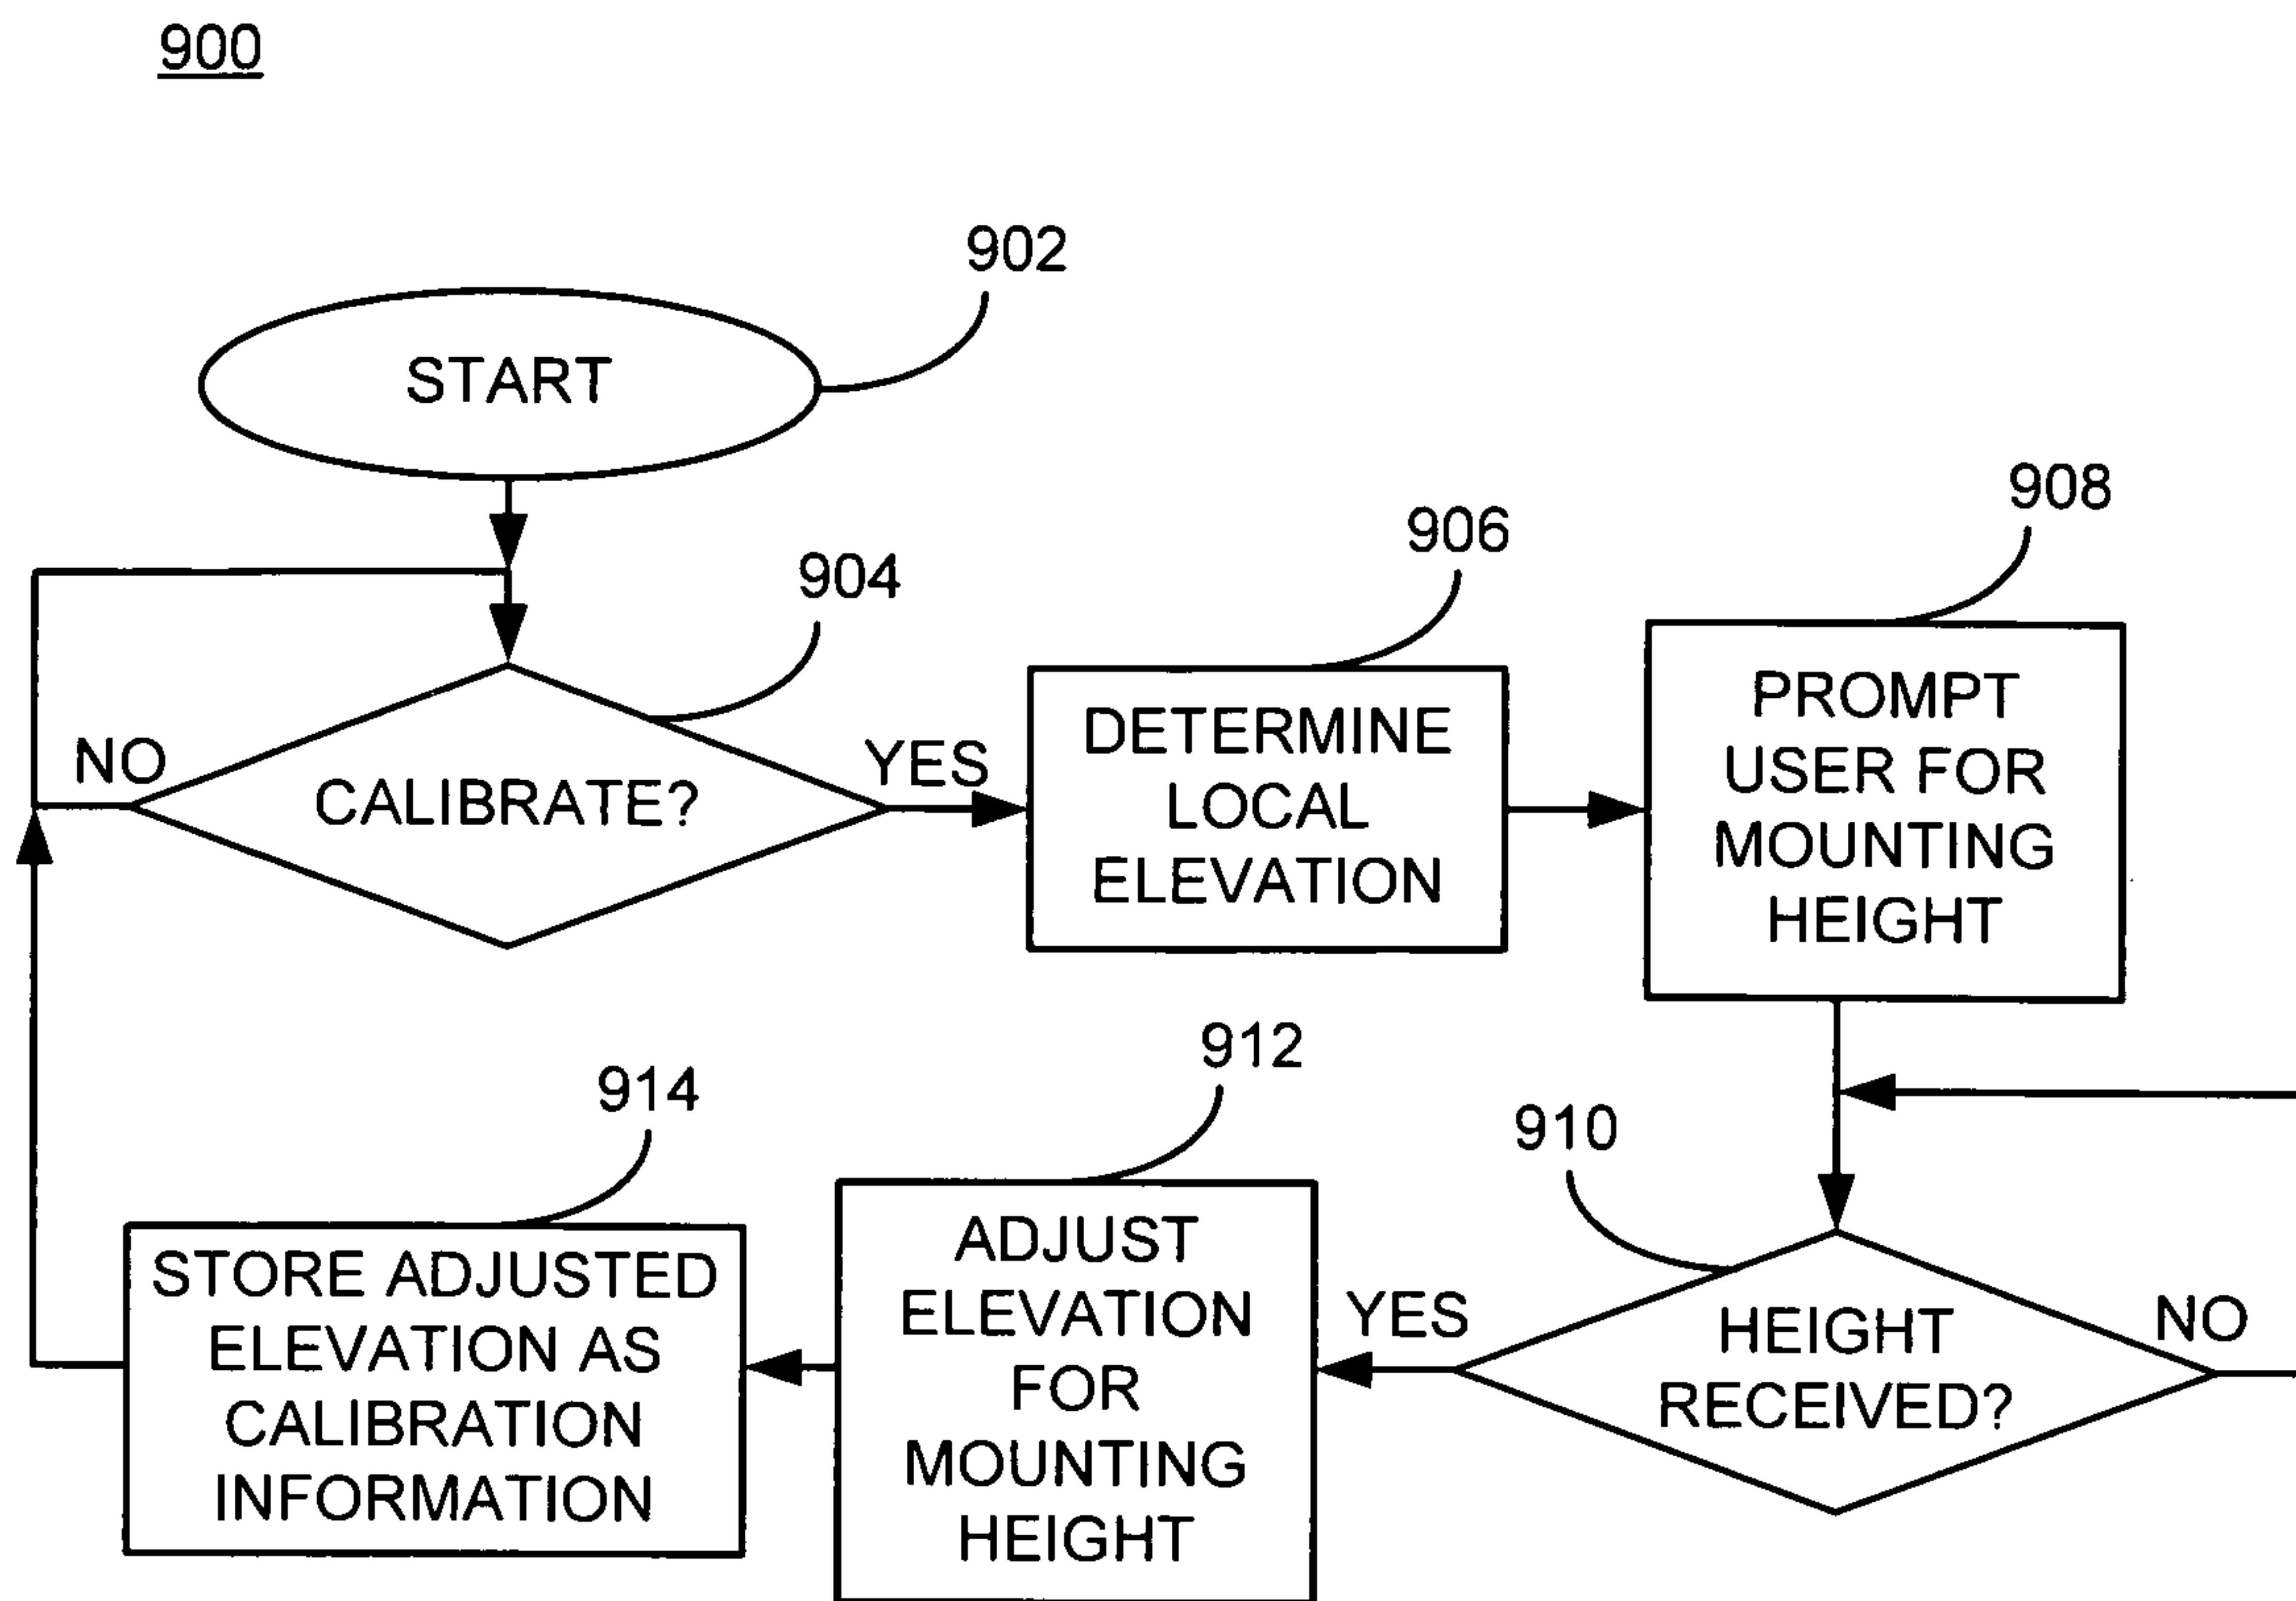 900
902
START
904
906
908
NO
CALIBRATE?
YES
DETERMINE
LOCAL
ELEVATION
PROMPT
USER FOR
MOUNTING
HEIGHT
910
912
914
HEIGHT
RECEIVED?
NO
YES
ADJUST
ELEVATION
FOR
MOUNTING
HEIGHT
STORE ADJUSTED
ELEVATION AS
CALIBRATION
INFORMATION